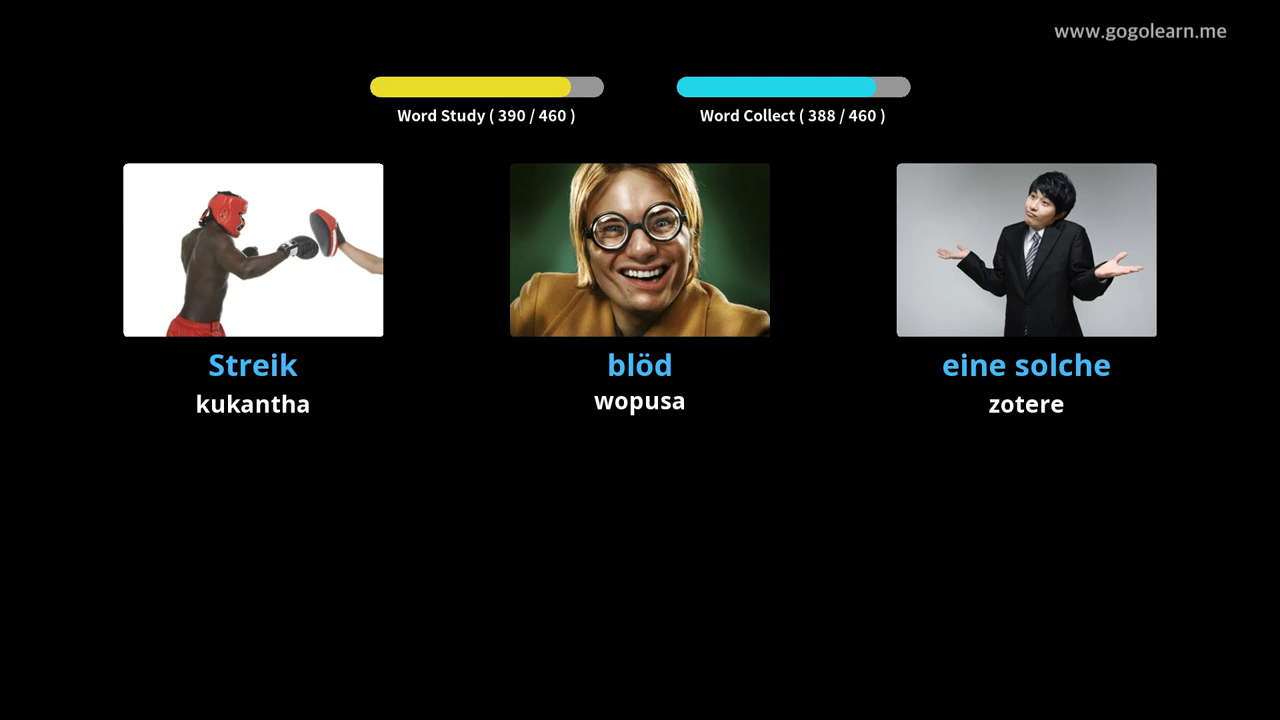 www.gogolearn.me
Word Study ( 390 / 460 )
Word Collect ( 388 / 460 )
Streik
blöd
eine solche
kukantha
wopusa
zotere